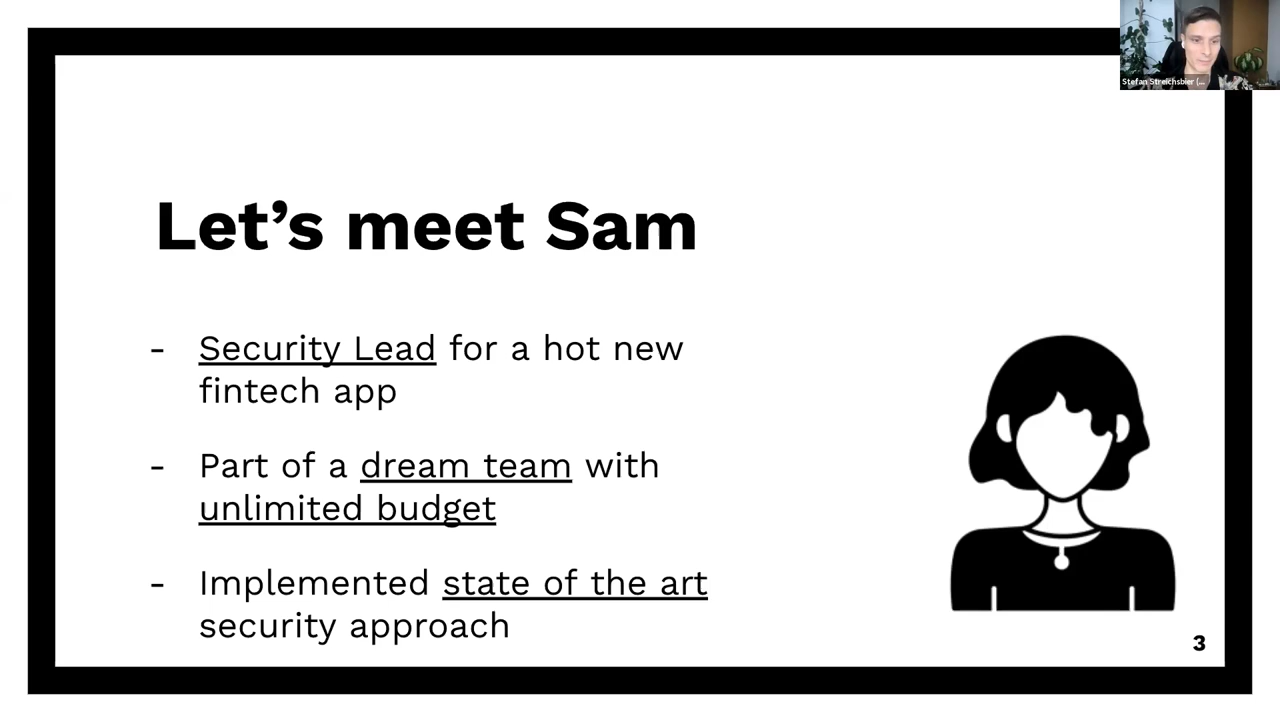 Stefan Streichsbier (...
Let's meet Sam
- Security Lead for a hot new
fintech app
- Part of a dream team with
unlimited budget
- Implemented state of the art
security approach
3